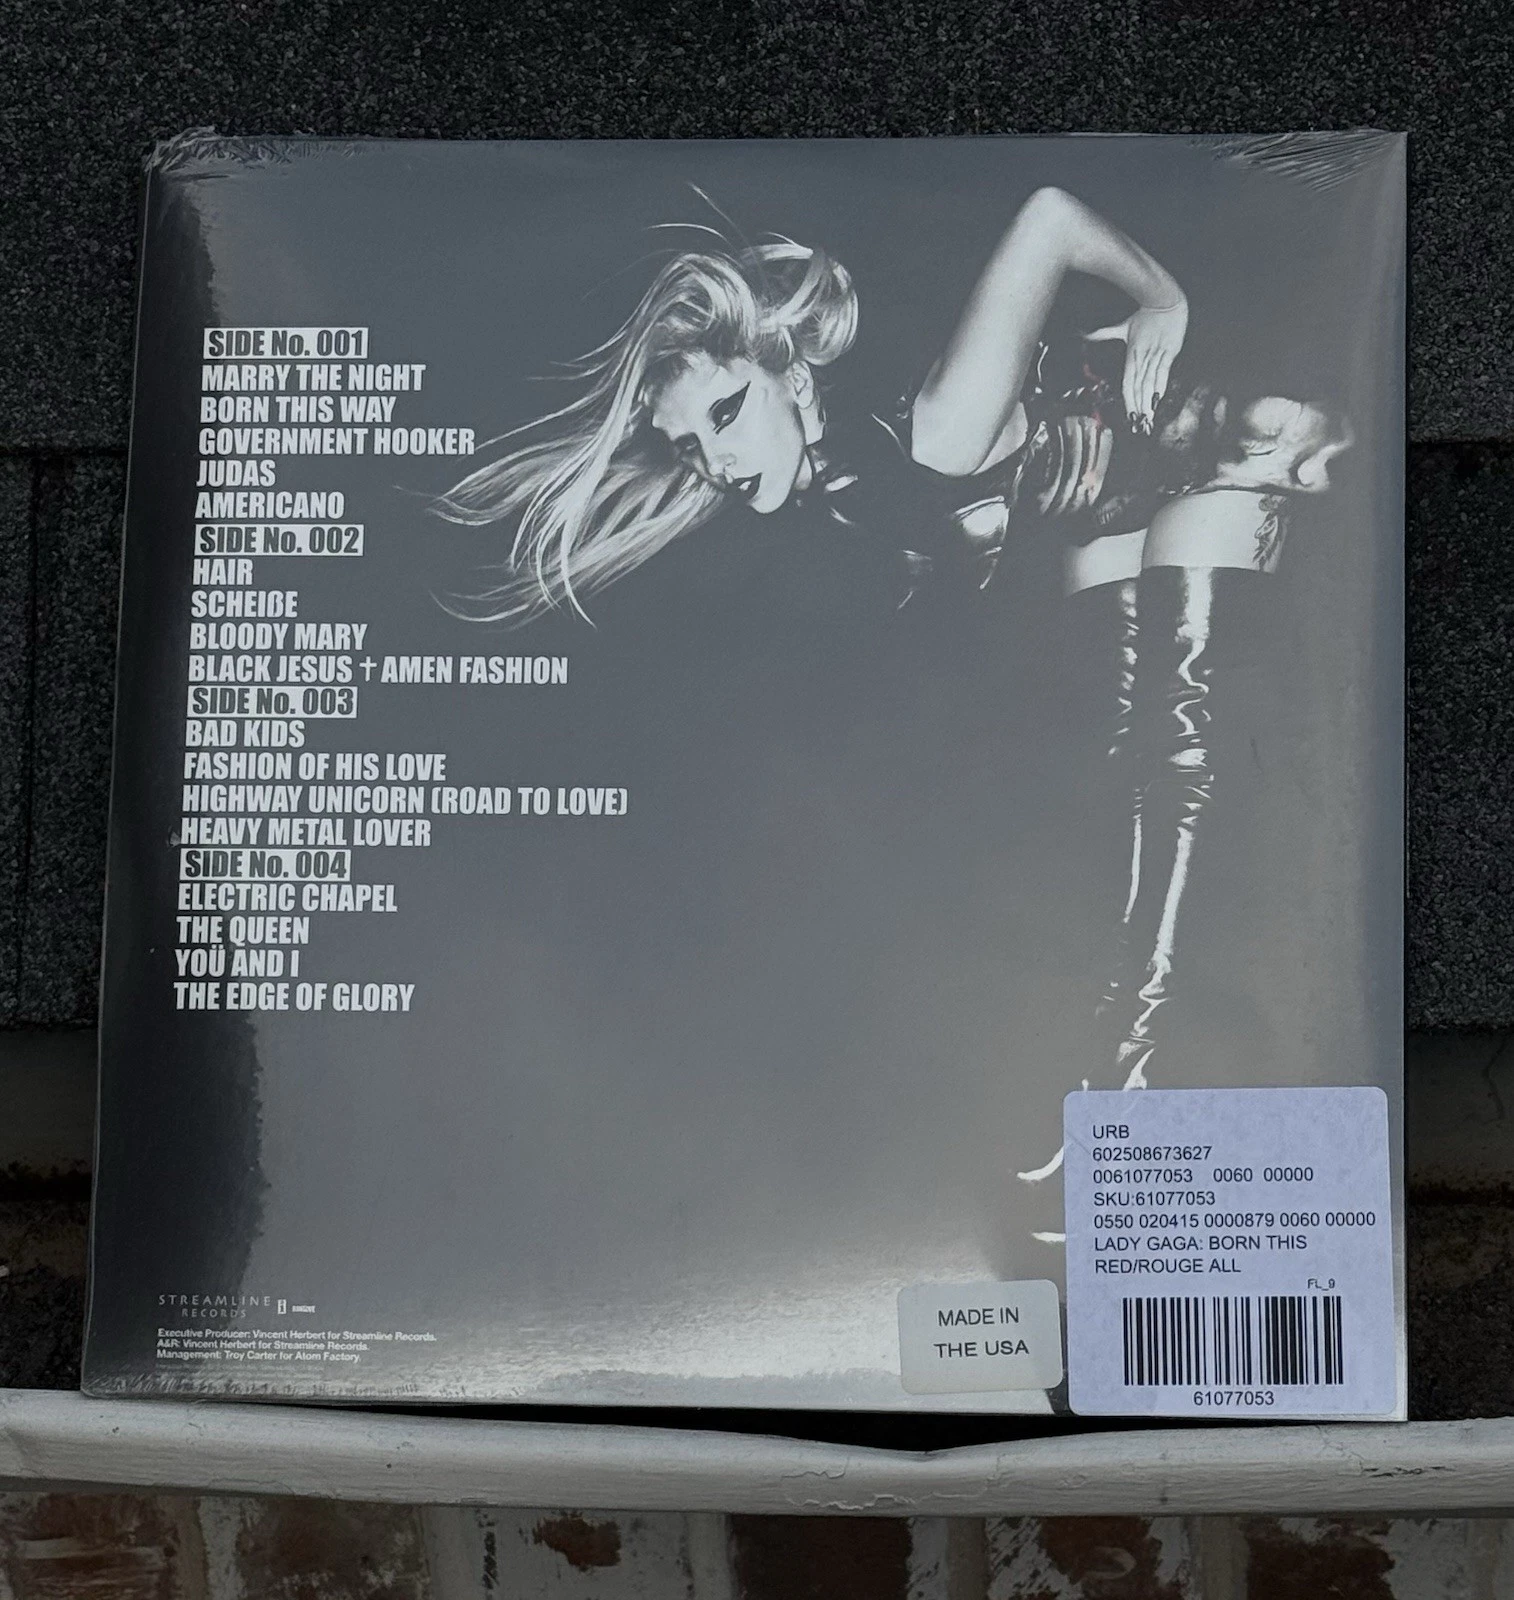 SIDE No. 001
MARRY THE NIGHT
BORN THIS WAY
GOVERNMENT HOOKER
JUDAS
AMERICANO
SIDE No. 002
HAIR
SCHEIßE
BLOODY MARY
BLACK JESUS † AMEN FASHION
SIDE No. 003
BAD KIDS
FASHION OF HIS LOVE
HIGHWAY UNICORN (ROAD TO LOVE)
HEAVY METAL LOVER
SIDE No. 004
ELECTRIC CHAPEL
THE QUEEN
YOÜ AND I
THE EDGE OF GLORY
STREAMLINE
RECORDS
Executive Producer: Vincent Herbert for Streamline Records.
A&R: Vincent Herbert for Streamline Records.
Management: Troy Carter for Atom Factory.
MADE IN
THE USA
URB
602508673627
0061077053 0060 00000
SKU:61077053
0550 020415 0000879 0060 00000
LADY GAGA: BORN THIS
RED/ROUGE ALL
FL_9
61077053